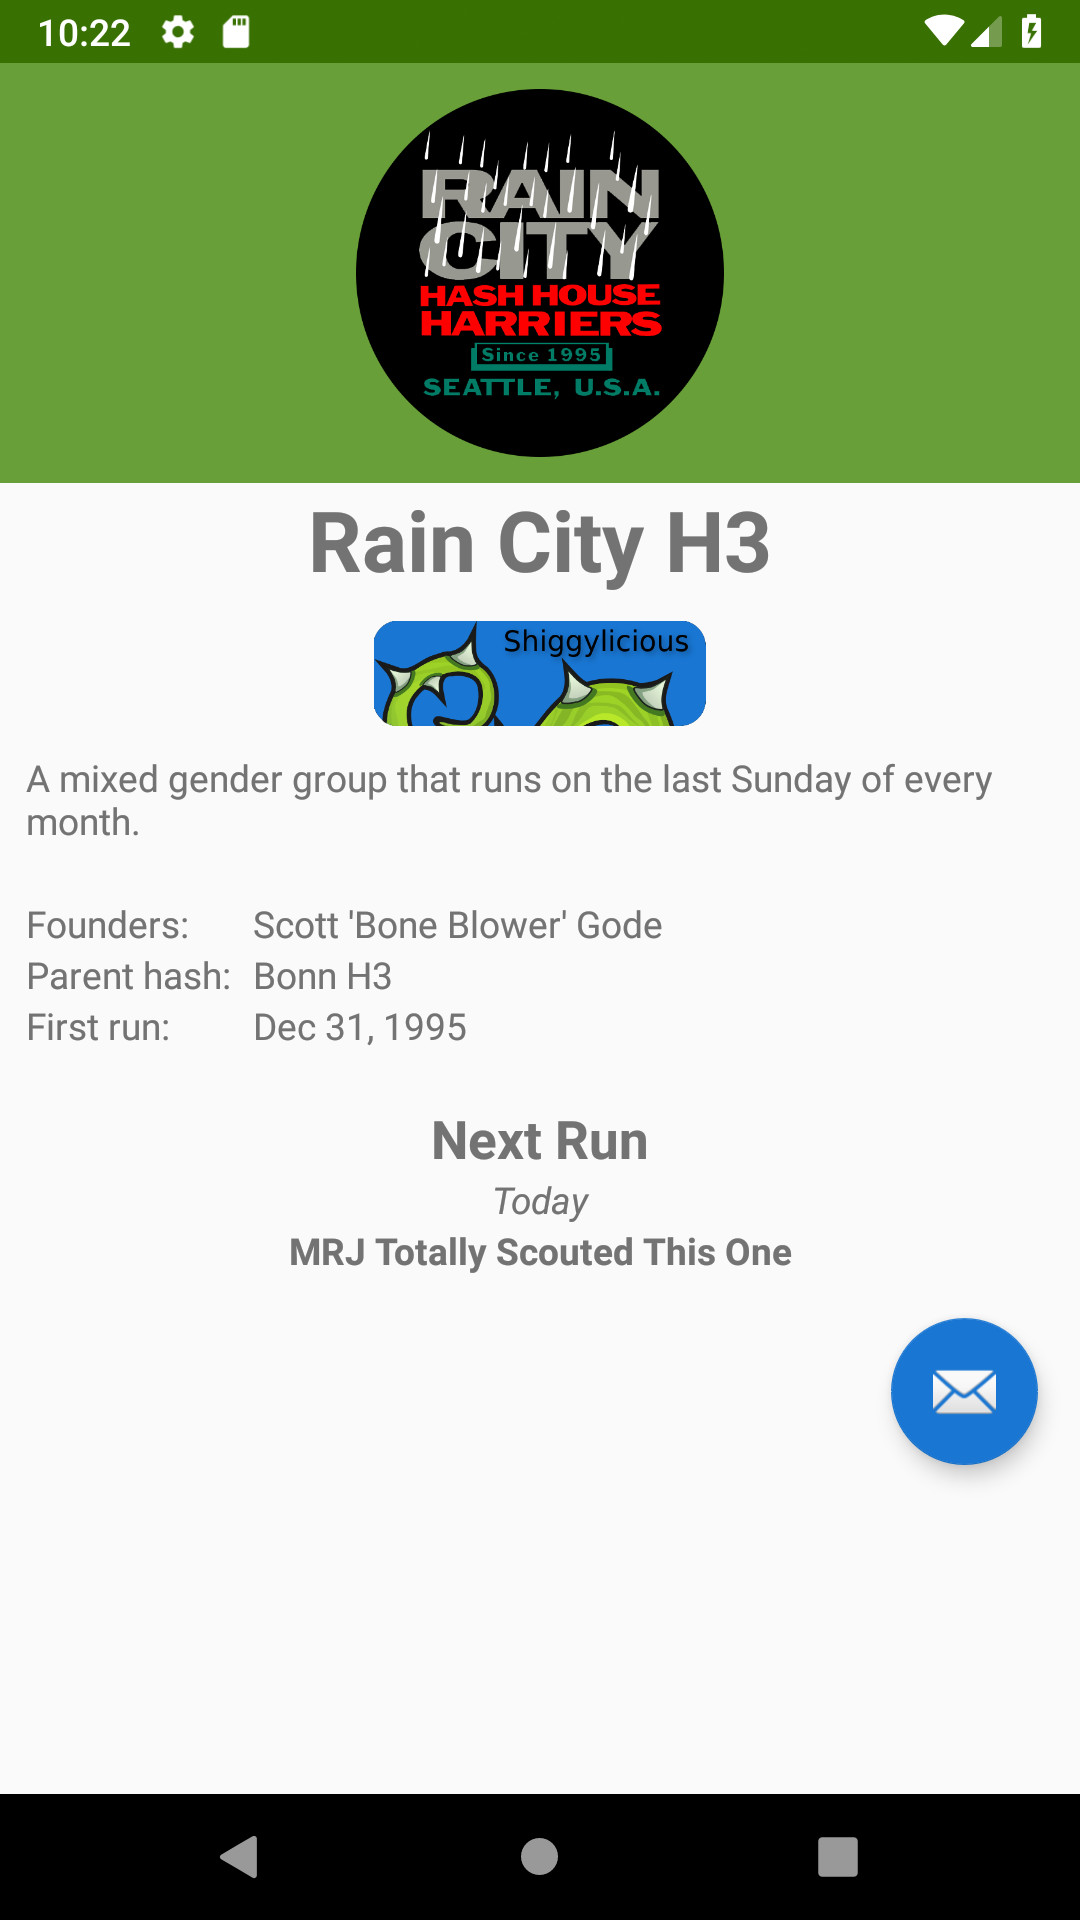 10:22
RAIN
CITY
HASH HOUSE
HARRIERS
Since 1995
SEATTLE, U.S.A.
Rain City H3
Shiggylicious
A mixed gender group that runs on the last Sunday of every
month.
Founders: Scott 'Bone Blower' Gode
Parent hash: Bonn H3
First run: Dec 31, 1995
Next Run
Today
MRJ Totally Scouted This One